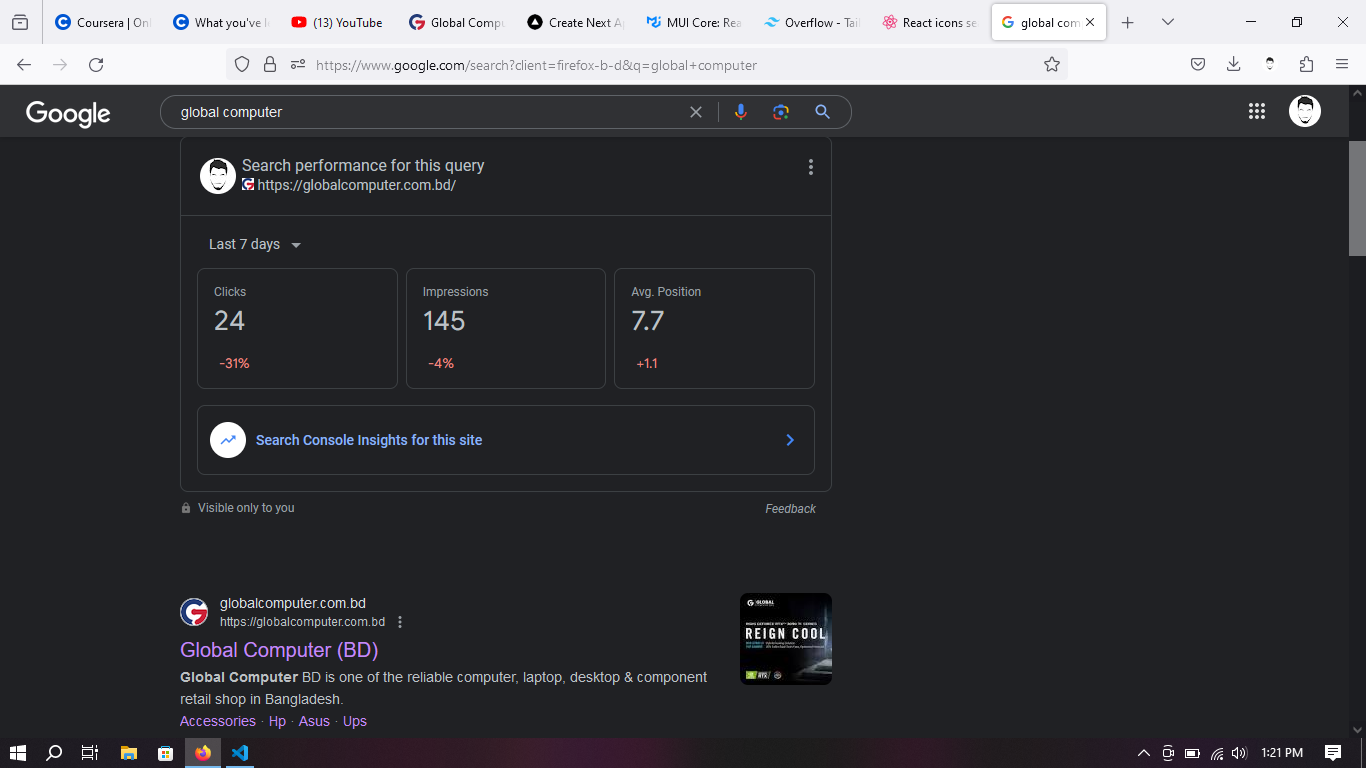 Coursera | Onl
What you've l
(13) YouTube
Global Compu
Create Next A
MUI Core: Rea
Overflow - Tai
React icons se
global com
https://www.google.com/search?client=firefox-b-d&q=global+computer
Google
global computer
Search performance for this query
https://globalcomputer.com.bd/
Last 7 days
Clicks
Impressions
Avg. Position
24
145
7.7
-31%
-4%
+1.1
Search Console Insights for this site
Visible only to you
Feedback
globalcomputer.com.bd
https://globalcomputer.com.bd
Global Computer (BD)
Global Computer BD is one of the reliable computer, laptop, desktop & component
retail shop in Bangladesh.
Accessories · Hp · Asus · Ups
GLOBAL
REIGN COOL
RTX
1:21 PM